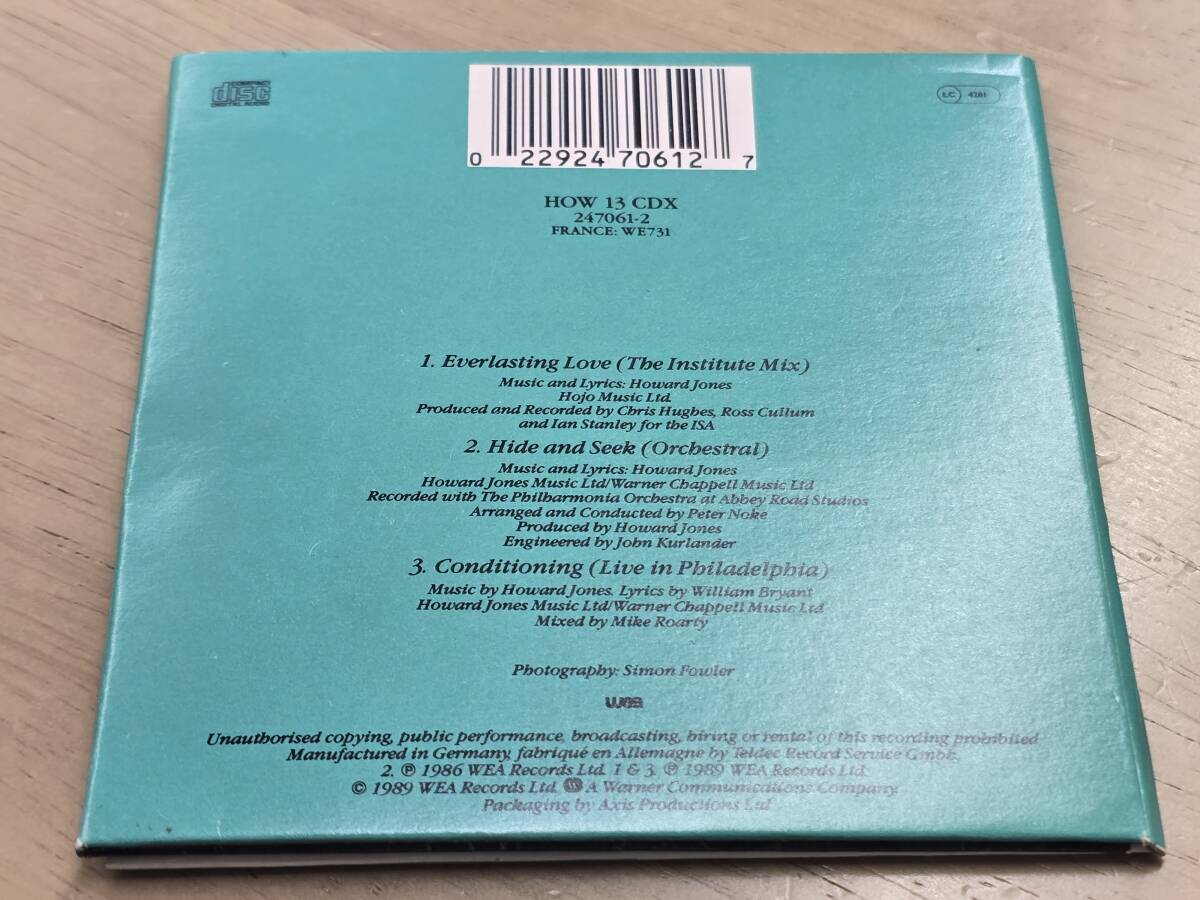 COMPACT
disc
DIGITAL AUDIO
LC 4281
0 22924 70612 7
HOW 13 CDX
247061-2
FRANCE: WE731
1. Everlasting Love (The Institute Mix)
Music and Lyrics: Howard Jones
Hojo Music Ltd.
Produced and Recorded by Chris Hughes, Ross Cullum
and Ian Stanley for the ISA
2. Hide and Seek (Orchestral)
Music and Lyrics: Howard Jones
Howard Jones Music Ltd/Warner Chappell Music Ltd
Recorded with The Philharmonia Orchestra at Abbey Road Studios
Arranged and Conducted by Peter Noke
Produced by Howard Jones
Engineered by John Kurlander
3. Conditioning (Live in Philadelphia)
Music by Howard Jones. Lyrics by William Bryant
Howard Jones Music Ltd/Warner Chappell Music Ltd
Mixed by Mike Roarty
Photography: Simon Fowler
wea
Unauthorised copying, public performance, broadcasting, hiring or rental of this recording prohibited
Manufactured in Germany, fabriqué en Allemagne by Teldec Record Service Gmbh.
2. ℗ 1986 WEA Records Ltd. 1 & 3. ℗ 1989 WEA Records Ltd.
© 1989 WEA Records Ltd. A Warner Communications Company
Packaging by Axis Productions Ltd